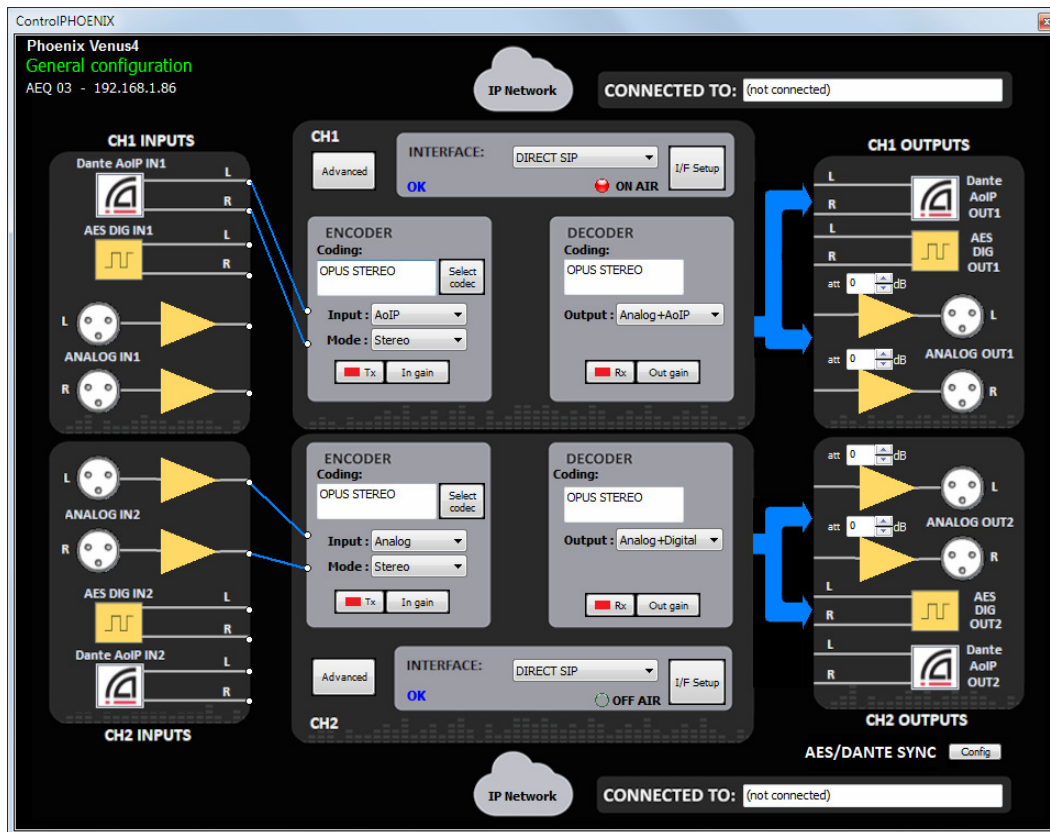 ControlPHOENIX
Phoenix Venus4
General configuration
AEQ 03 - 192.168.1.86
IP Network
CONNECTED TO: (not connected)
CH1 INPUTS
Dante AoIP IN1
L
R
AES DIG IN1
L
R
L
ANALOG IN1
R
CH1
Advanced
INTERFACE: DIRECT SIP
I/F Setup
OK
ON AIR
ENCODER
Coding:
OPUS STEREO
Select codec
Input : AoIP
Mode : Stereo
Tx
In gain
DECODER
Coding:
OPUS STEREO
Output : Analog+AoIP
Rx
Out gain
CH1 OUTPUTS
L
R
Dante
AoIP
OUT1
L
R
AES
DIG
OUT1
att 0 dB
L
ANALOG OUT1
att 0 dB
R
L
ANALOG IN2
R
AES DIG IN2
L
R
Dante AoIP IN2
L
R
CH2 INPUTS
ENCODER
Coding:
OPUS STEREO
Select codec
Input : Analog
Mode : Stereo
Tx
In gain
DECODER
Coding:
OPUS STEREO
Output : Analog+Digital
Rx
Out gain
Advanced
INTERFACE: DIRECT SIP
I/F Setup
OK
OFF AIR
CH2
att 0 dB
L
ANALOG OUT2
att 0 dB
R
L
R
AES
DIG
OUT2
L
R
Dante
AoIP
OUT2
CH2 OUTPUTS
AES/DANTE SYNC Config
IP Network
CONNECTED TO: (not connected)